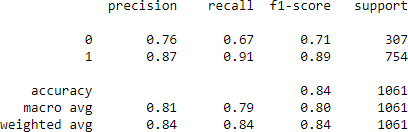 precision recall f1-score support
0 0.76 0.67 0.71 307
1 0.87 0.91 0.89 754
accuracy 0.84 1061
macro avg 0.81 0.79 0.80 1061
weighted avg 0.84 0.84 0.84 1061